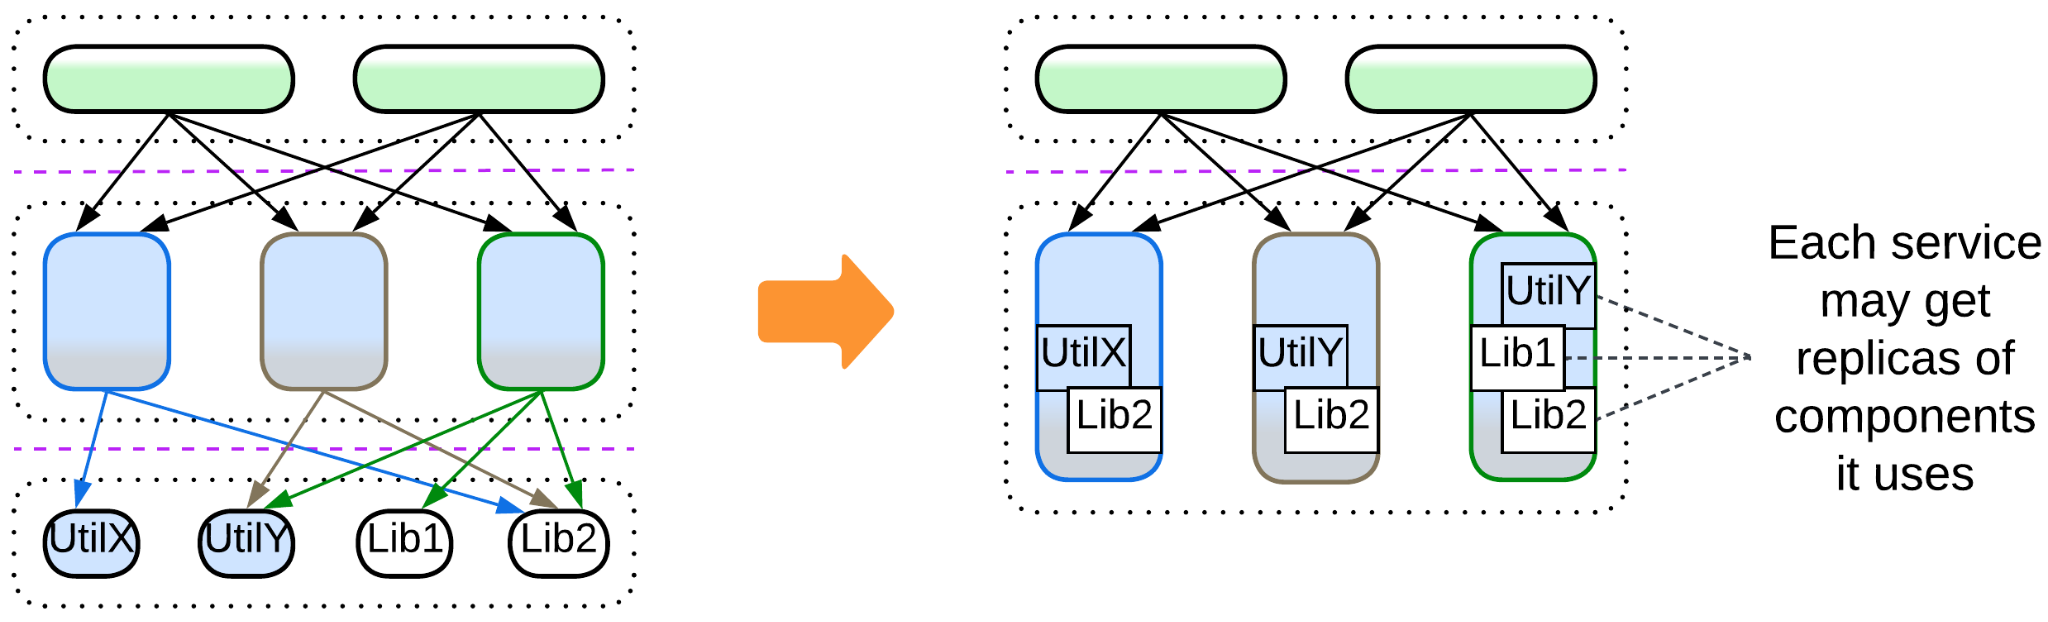 UtilX
UtilY
Lib1
Lib2
UtilX
Lib2
UtilY
Lib2
UtilY
Lib1
Lib2
Each service
may get
replicas of
components
it uses